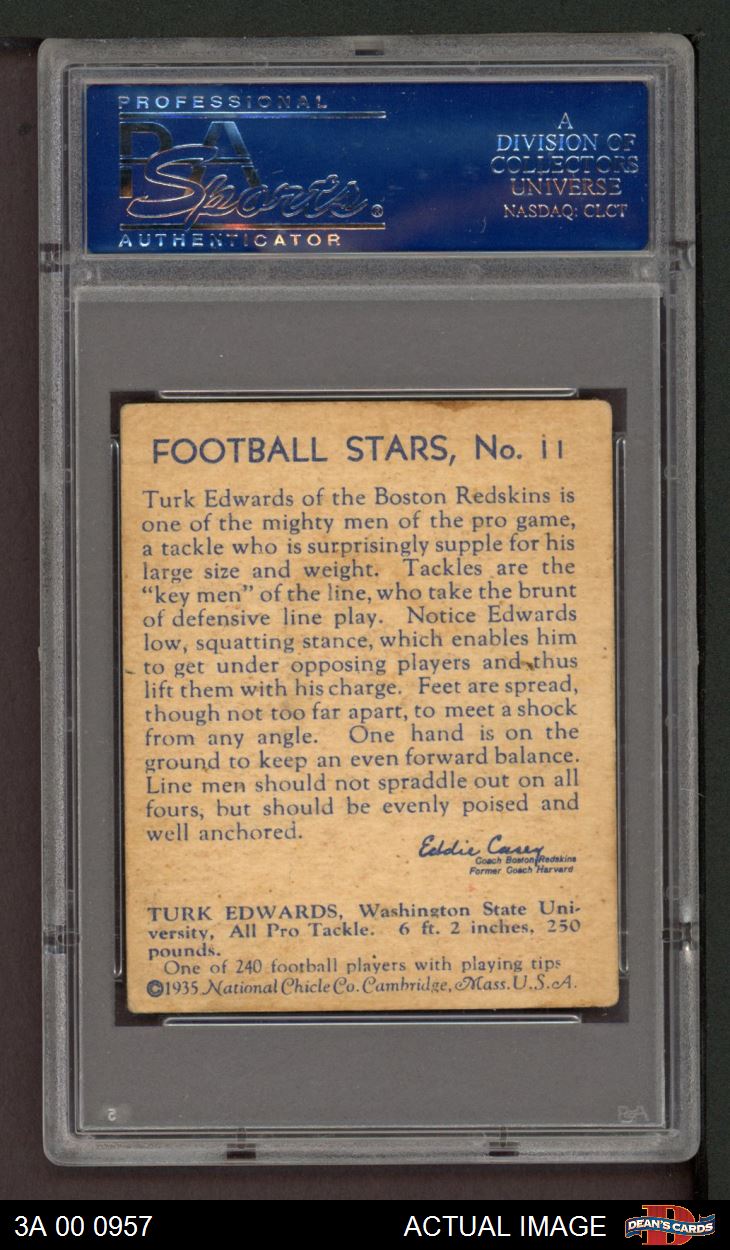 PROFESSIONAL
PSA
Sports®
AUTHENTICATOR
A
DIVISION OF
COLLECTORS
UNIVERSE
NASDAQ: CLCT
FOOTBALL STARS, No. 11
Turk Edwards of the Boston Redskins is
one of the mighty men of the pro game,
a tackle who is surprisingly supple for his
large size and weight. Tackles are the
“key men” of the line, who take the brunt
of defensive line play. Notice Edwards
low, squatting stance, which enables him
to get under opposing players and thus
lift them with his charge. Feet are spread,
though not too far apart, to meet a shock
from any angle. One hand is on the
ground to keep an even forward balance.
Line men should not spraddle out on all
fours, but should be evenly poised and
well anchored.
Eddie Casey
Coach Boston Redskins
Former Coach Harvard
TURK EDWARDS, Washington State Uni-
versity, All Pro Tackle. 6 ft. 2 inches, 250
pounds.
One of 240 football players with playing tips
©1935 National Chicle Co. Cambridge, Mass. U.S.A.
5
PSA
3A 00 0957
ACTUAL IMAGE
D
DEAN'S CARDS